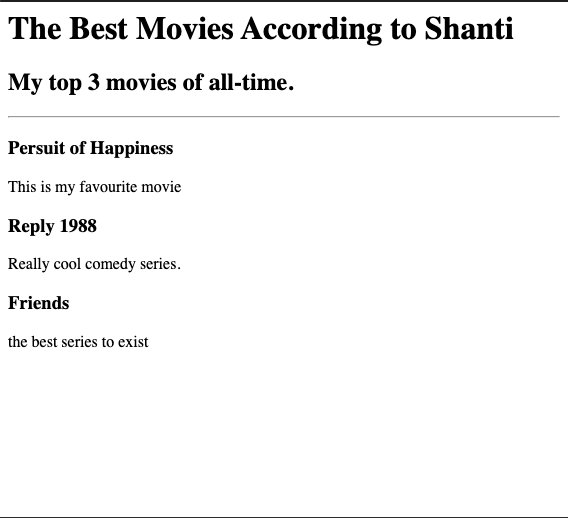 The Best Movies According to Shanti
My top 3 movies of all-time.
Persuit of Happiness
This is my favourite movie
Reply 1988
Really cool comedy series.
Friends
the best series to exist